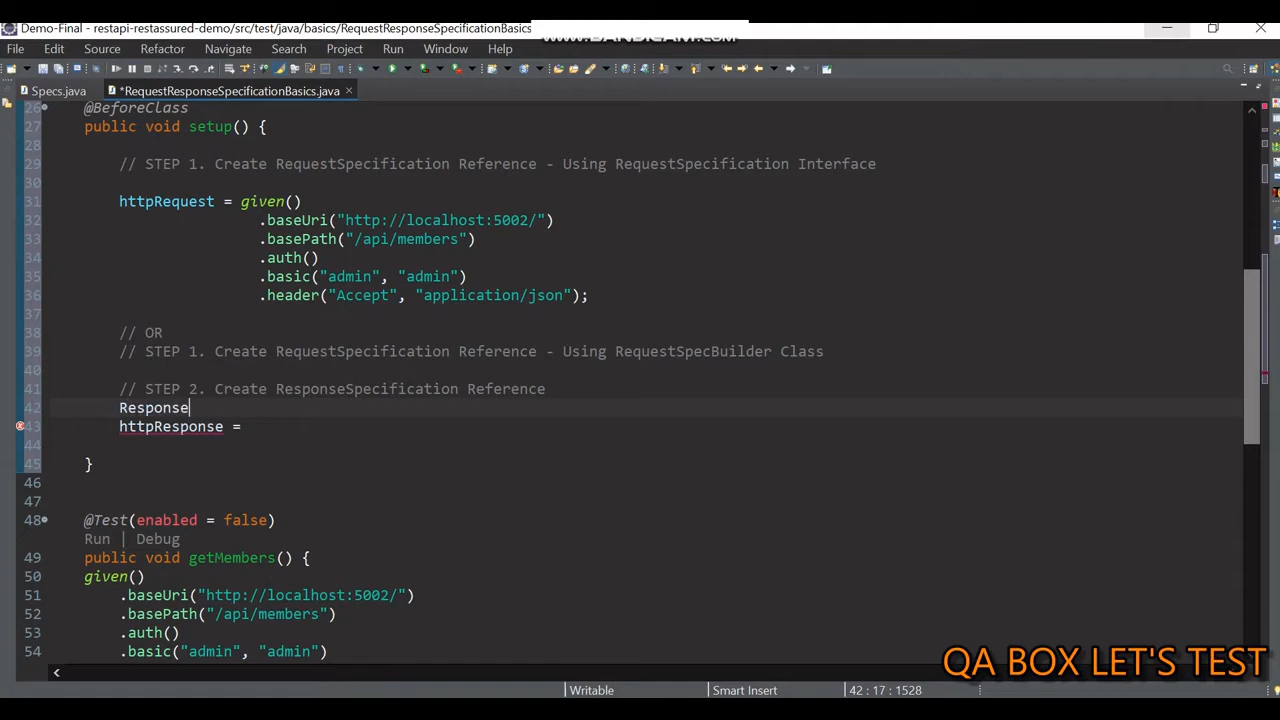 Demo-Final - restapi-restassured-demo/src/test/java/basics/RequestResponseSpecificationBasics
www.BANDICAM.com
File Edit Source Refactor Navigate Search Project Run Window Help
Specs.java *RequestResponseSpecificationBasics.java
26 @BeforeClass
27 public void setup() {
28
29 // STEP 1. Create RequestSpecification Reference - Using RequestSpecification Interface
30
31 httpRequest = given()
32 .baseUri("http://localhost:5002/")
33 .basePath("/api/members")
34 .auth()
35 .basic("admin", "admin")
36 .header("Accept", "application/json");
37
38 // OR
39 // STEP 1. Create RequestSpecification Reference - Using RequestSpecBuilder Class
40
41 // STEP 2. Create ResponseSpecification Reference
42 Response
43 httpResponse =
44
45 }
46
47
48 @Test(enabled = false)
Run | Debug
49 public void getMembers() {
50 given()
51 .baseUri("http://localhost:5002/")
52 .basePath("/api/members")
53 .auth()
54 .basic("admin", "admin")
QA BOX LET'S TEST
Writable Smart Insert 42 : 17 : 1528